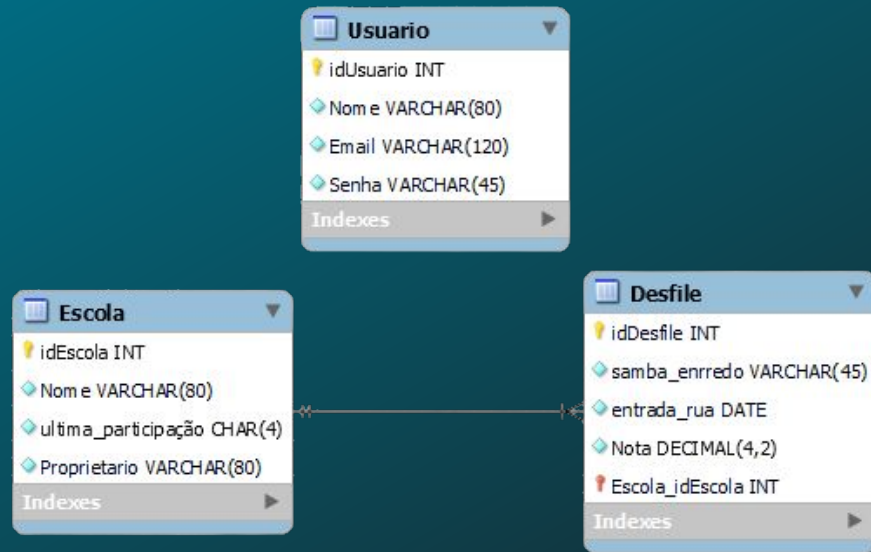 Usuario
idUsuario INT
Nome VARCHAR(80)
Email VARCHAR(120)
Senha VARCHAR(45)
Indexes
Escola
idEscola INT
Nome VARCHAR(80)
ultima_participação CHAR(4)
Proprietario VARCHAR(80)
Indexes
Desfile
idDesfile INT
samba_enrredo VARCHAR(45)
entrada_rua DATE
Nota DECIMAL(4,2)
Escola_idEscola INT
Indexes